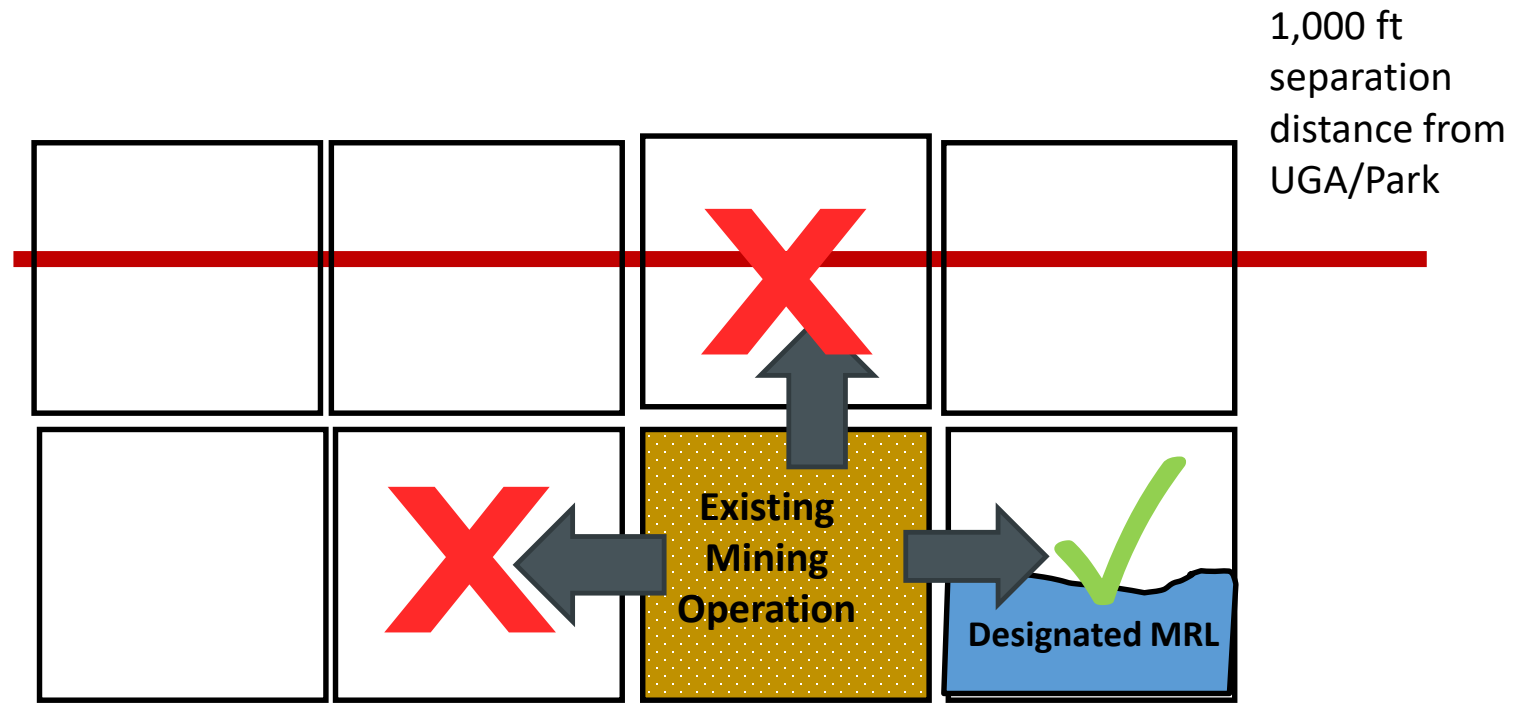 1,000 ft
separation
distance from
UGA/Park
Existing
Mining
Operation
Designated MRL